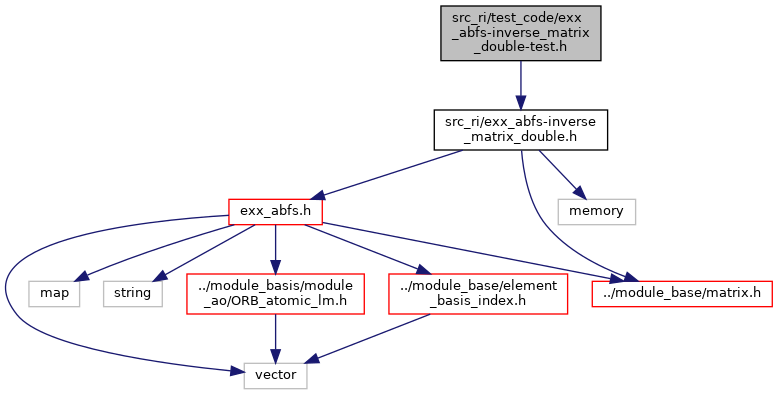 src_ri/test_code/exx
_abfs-inverse_matrix
_double-test.h
src_ri/exx_abfs-inverse
_matrix_double.h
exx_abfs.h
memory
map
string
../module_basis/module
_ao/ORB_atomic_lm.h
../module_base/element
_basis_index.h
../module_base/matrix.h
vector